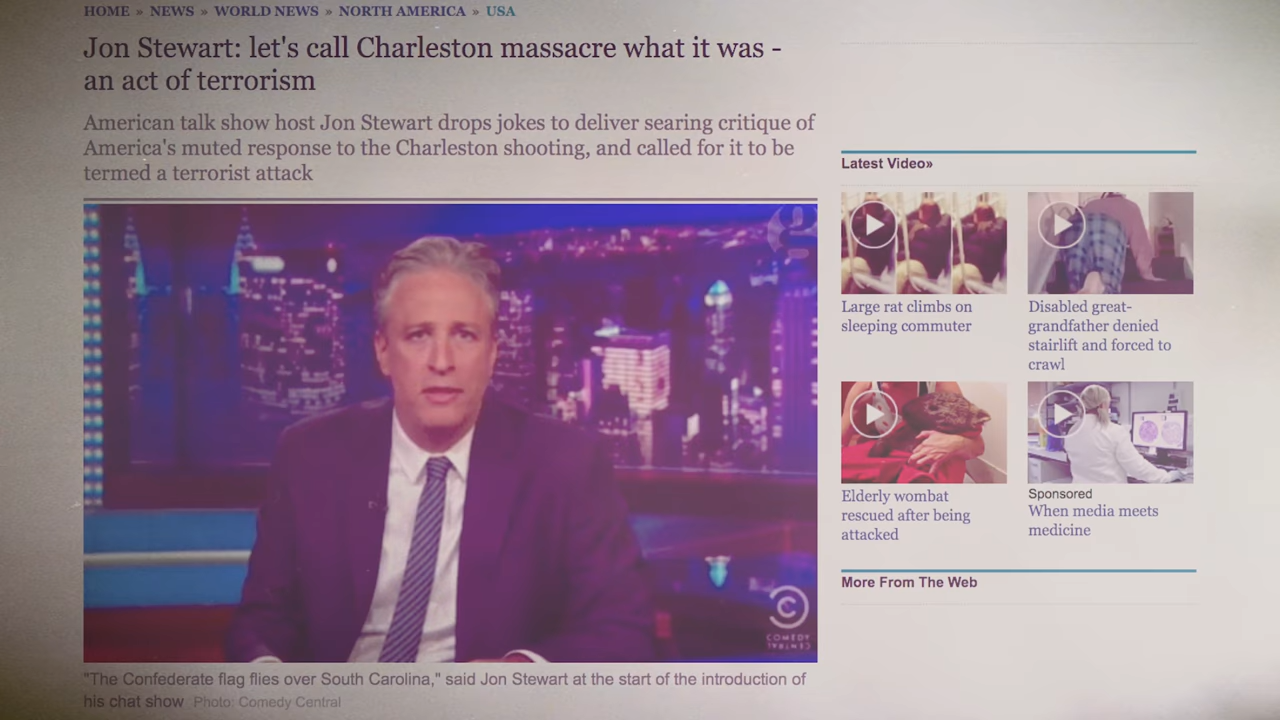 HOME » NEWS » WORLD NEWS » NORTH AMERICA » USA
Jon Stewart: let's call Charleston massacre what it was -
an act of terrorism
American talk show host Jon Stewart drops jokes to deliver searing critique of
America's muted response to the Charleston shooting, and called for it to be
termed a terrorist attack
COMEDY
CENTRAL
"The Confederate flag flies over South Carolina," said Jon Stewart at the start of the introduction of
his chat show Photo: Comedy Central
Latest Video»
Large rat climbs on
sleeping commuter
Disabled great-
grandfather denied
stairlift and forced to
crawl
Elderly wombat
rescued after being
attacked
Sponsored
When media meets
medicine
More From The Web